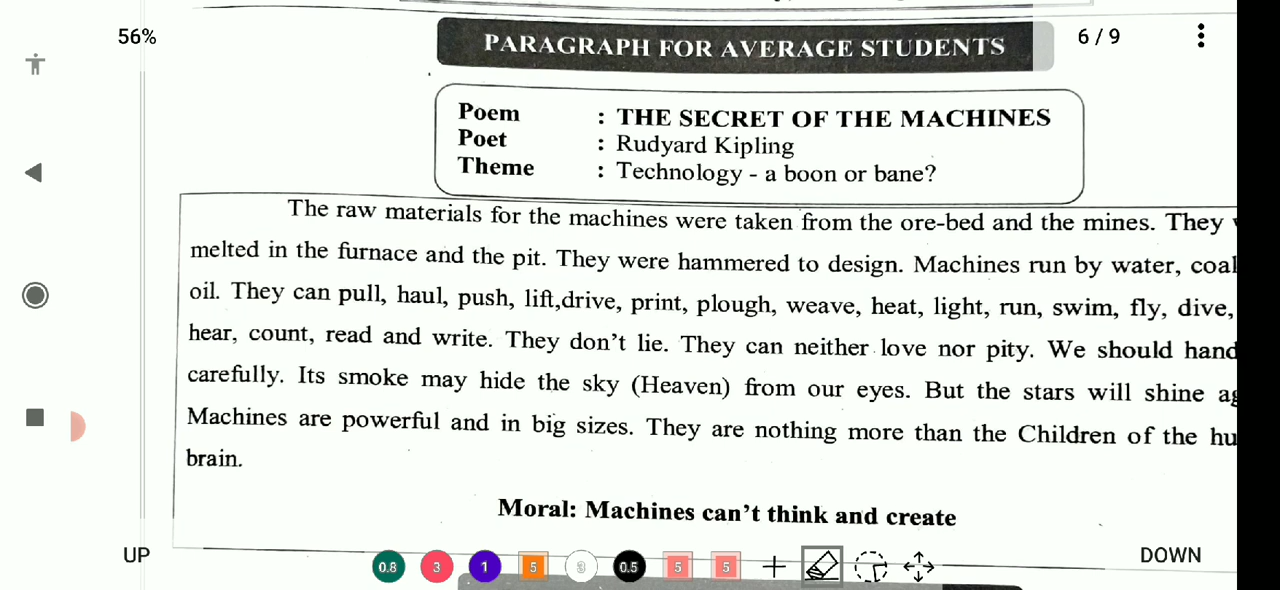 56%
PARAGRAPH FOR AVERAGE STUDENTS
6 / 9
Poem : THE SECRET OF THE MACHINES
Poet : Rudyard Kipling
Theme : Technology - a boon or bane?
The raw materials for the machines were taken from the ore-bed and the mines. They
melted in the furnace and the pit. They were hammered to design. Machines run by water, coal
oil. They can pull, haul, push, lift,drive, print, plough, weave, heat, light, run, swim, fly, dive,
hear, count, read and write. They don't lie. They can neither love nor pity. We should hand
carefully. Its smoke may hide the sky (Heaven) from our eyes. But the stars will shine ag
Machines are powerful and in big sizes. They are nothing more than the Children of the hu
brain.
Moral: Machines can't think and create
UP
0.8 3 1 5 3 0.5 5 5
DOWN